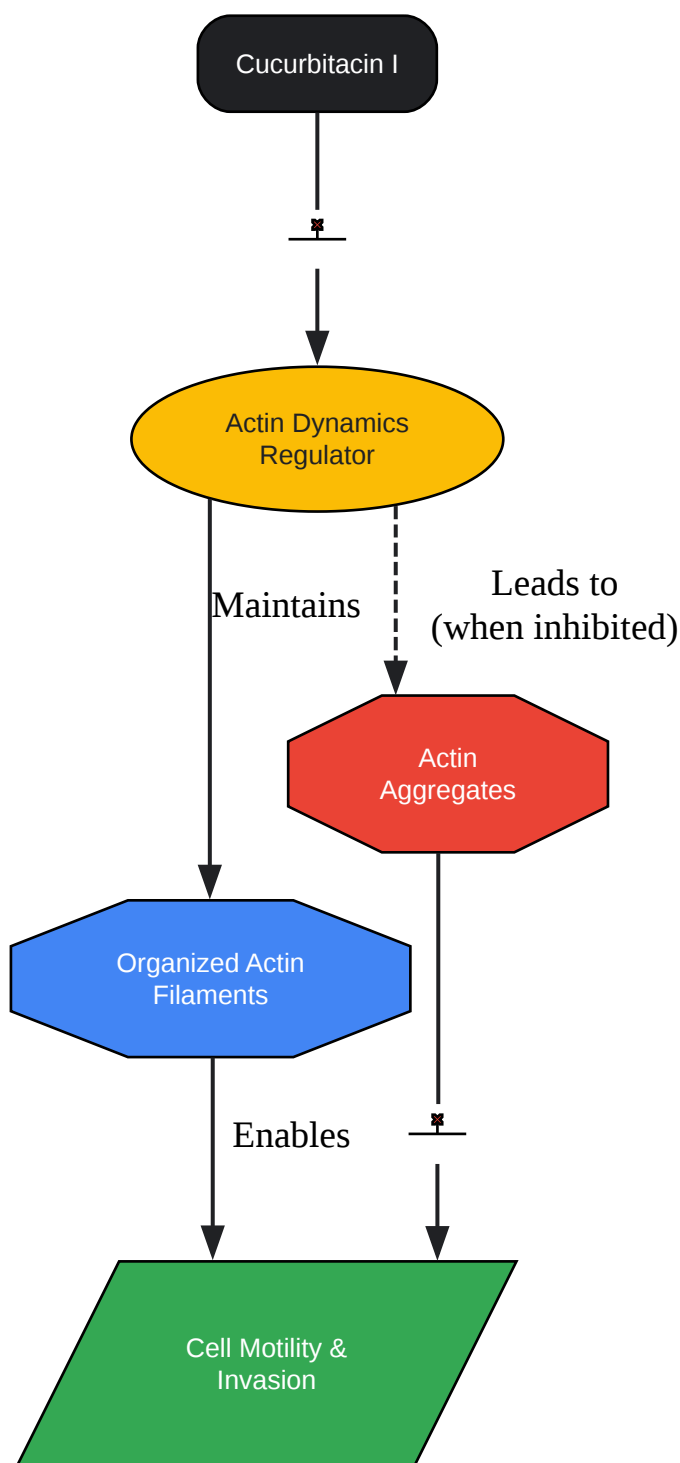 Cucurbitacin I
Actin Dynamics
Regulator
Maintains
Leads to
(when inhibited)
Actin
Aggregates
Organized Actin
Filaments
Enables
Cell Motility &
Invasion